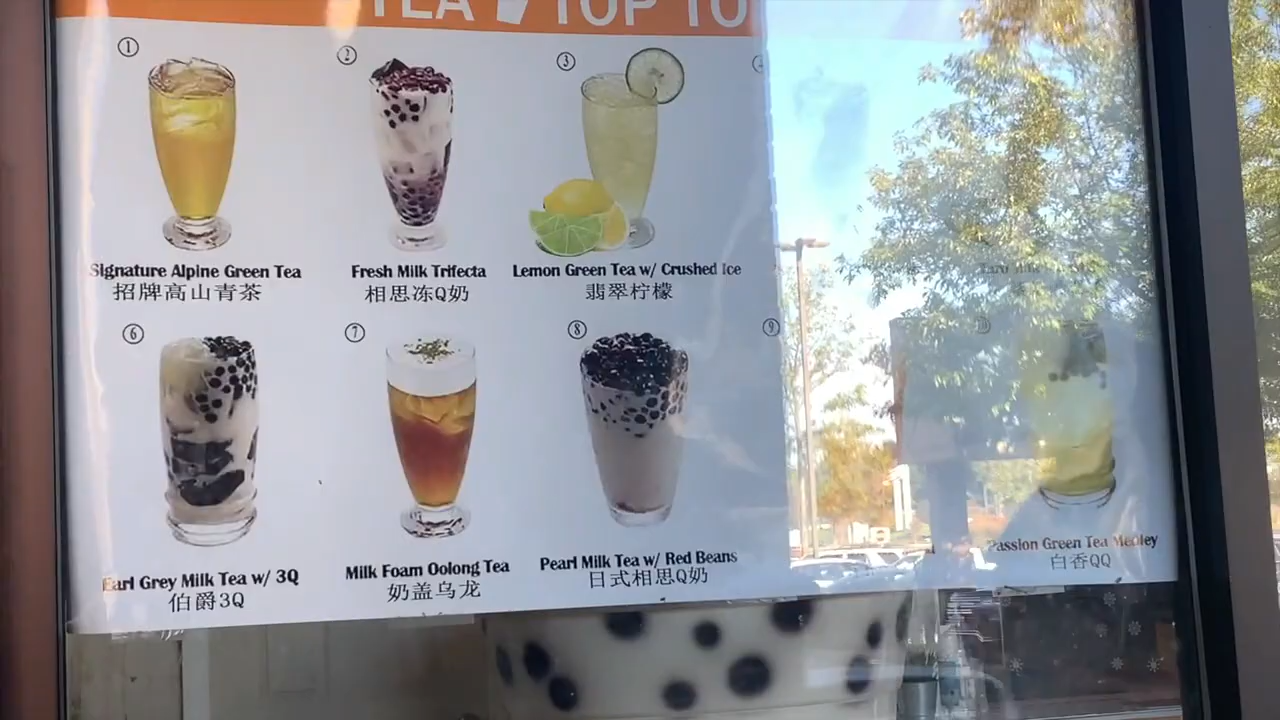 TEA TOP TO
① ② ③
Signature Alpine Green Tea
招牌高山青茶
Fresh Milk Trifecta
相思冻Q奶
Lemon Green Tea w/ Crushed Ice
翡翠柠檬
⑥ ⑦ ⑧ ⑨ ⑩
Earl Grey Milk Tea w/ 3Q
伯爵3Q
Milk Foam Oolong Tea
奶盖乌龙
Pearl Milk Tea w/ Red Beans
日式相思Q奶
Passion Green Tea Medley
白香QQ